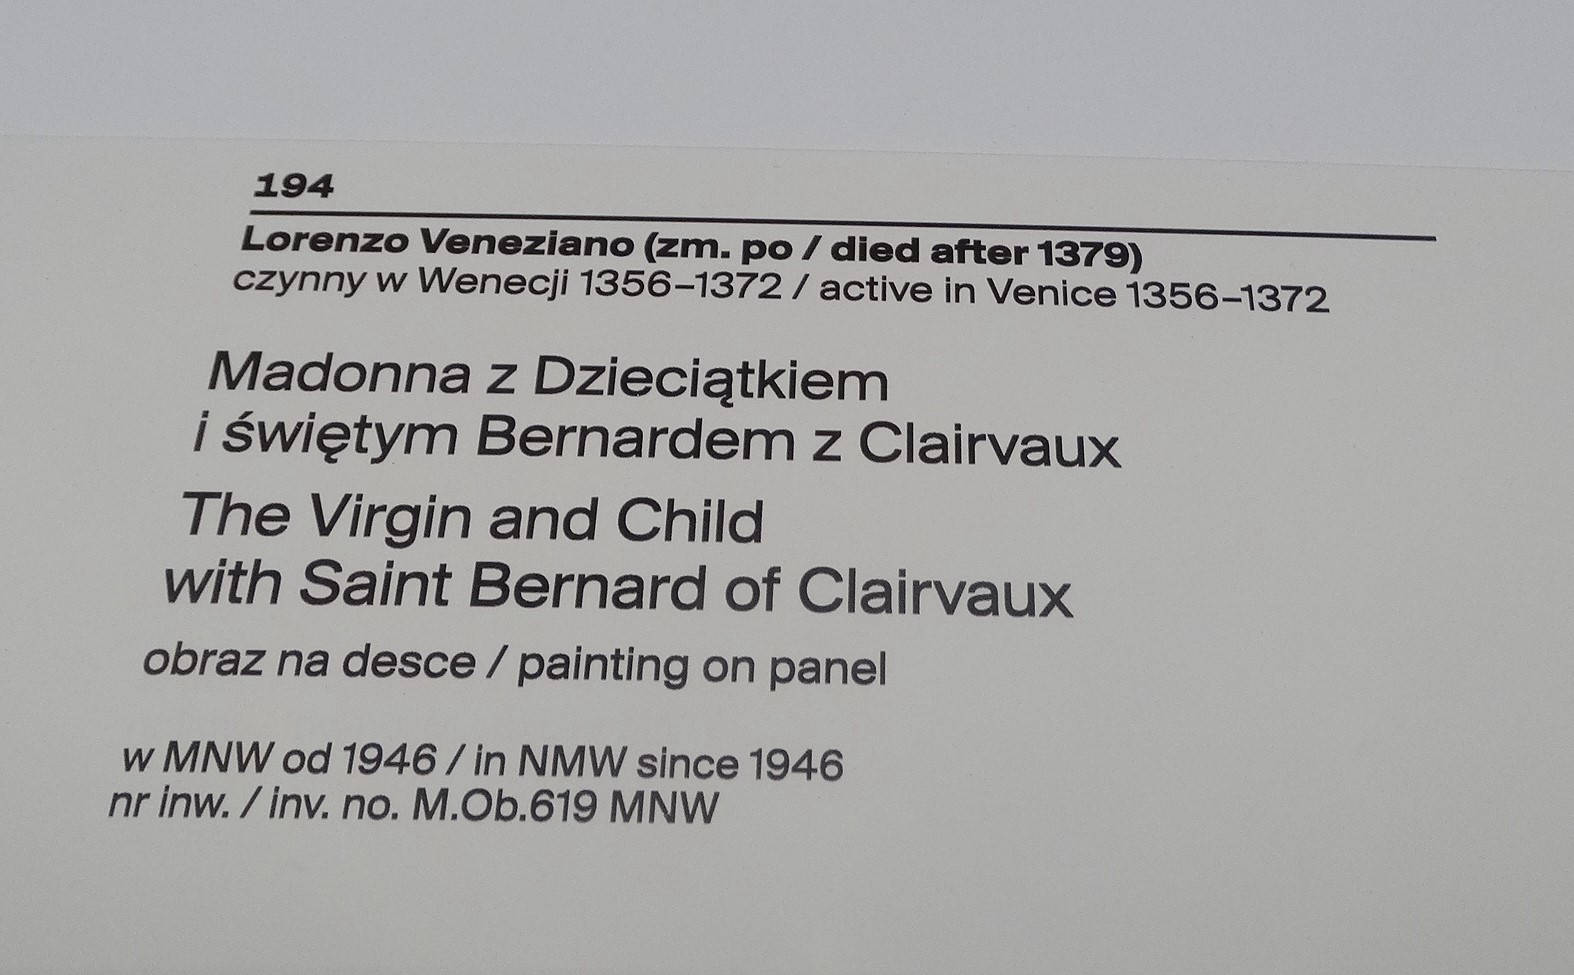 194
Lorenzo Veneziano (zm. po / died after 1379)
czynny w Wenecji 1356–1372 / active in Venice 1356–1372
Madonna z Dzieciątkiem
i świętym Bernardem z Clairvaux
The Virgin and Child
with Saint Bernard of Clairvaux
obraz na desce / painting on panel
w MNW od 1946 / in NMW since 1946
nr inw. / inv. no. M.Ob.619 MNW